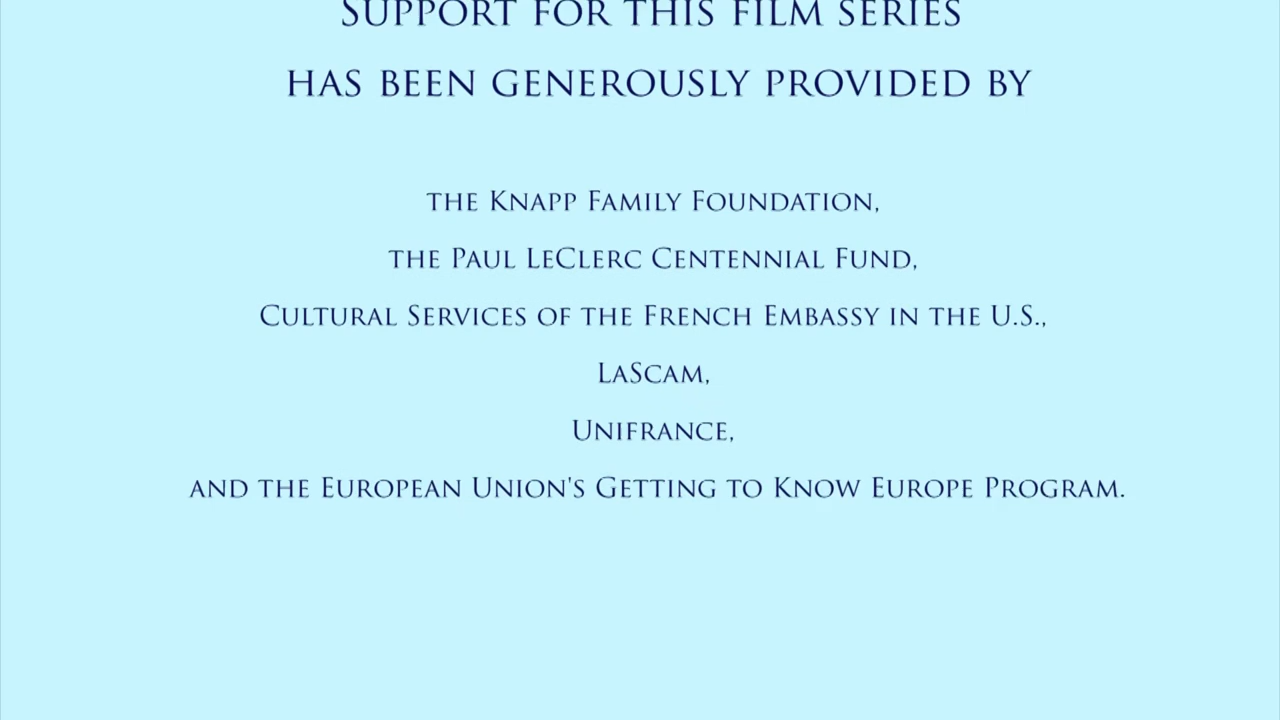 Support for this film series
has been generously provided by
the Knapp Family Foundation,
the Paul LeClerc Centennial Fund,
Cultural Services of the French Embassy in the U.S.,
LaScam,
Unifrance,
and the European Union's Getting to Know Europe Program.